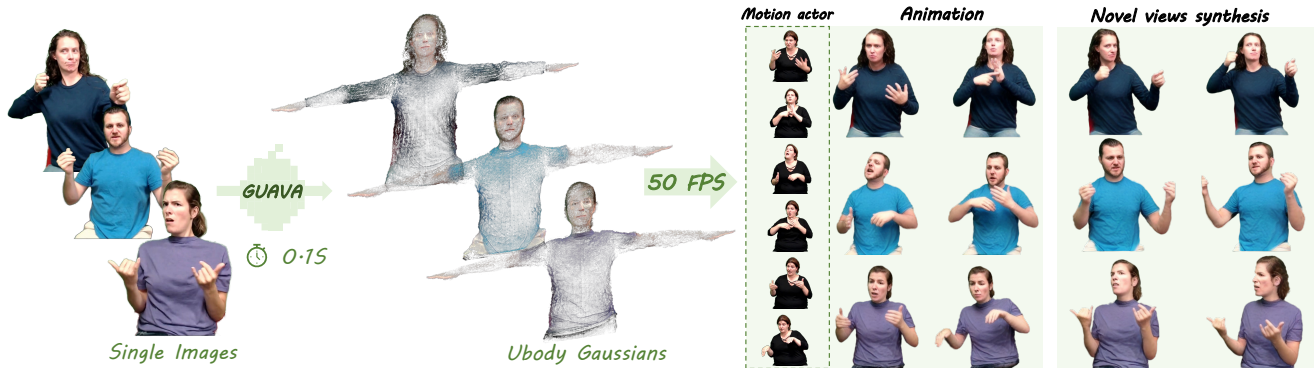 Motion actor
Animation
Novel views synthesis
GUAVA
50 FPS
0.1S
Single Images
Ubody Gaussians